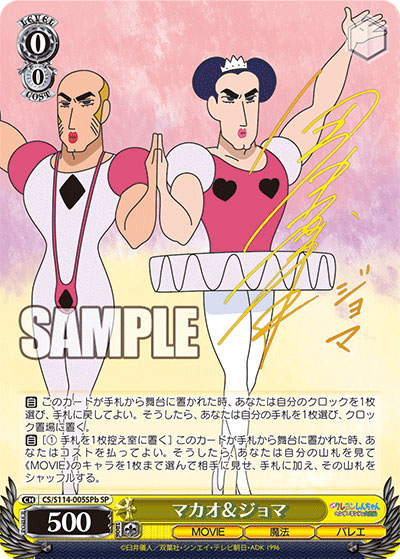 LEVEL
0
0
COST
ジョマ
SAMPLE
自 このカードが手札から舞台に置かれた時、あなたは自分のクロックを1枚
選び、手札に戻してよい。そうしたら、あなたは自分の手札を1枚選び、クロッ
ク置場に置く。
自 [① 手札を1枚控え室に置く] このカードが手札から舞台に置かれた時、あ
なたはコストを払ってよい。そうしたら、あなたは自分の山札を見て
《MOVIE》のキャラを1枚まで選んで相手に見せ、手札に加え、その山札を
シャッフルする。
CH CS/S114-005SPb SP
500
マカオ&ジョマ
MOVIE 魔法 バレエ
クレヨンしんちゃん
©臼井儀人/双葉社・シンエイ・テレビ朝日・ADK 1996